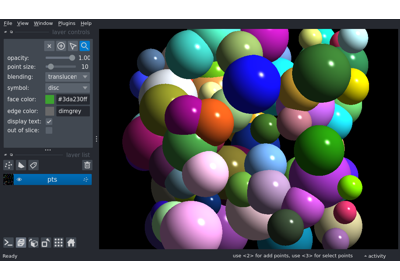 File View Window Plugins Help
layer controls
opacity: 1.00
point size: 10
blending: translucen
symbol: disc
face color: #3da230ff
edge color: dimgrey
display text:
out of slice:
layer list
pts
Ready use <2> for add points, use <3> for select points activity